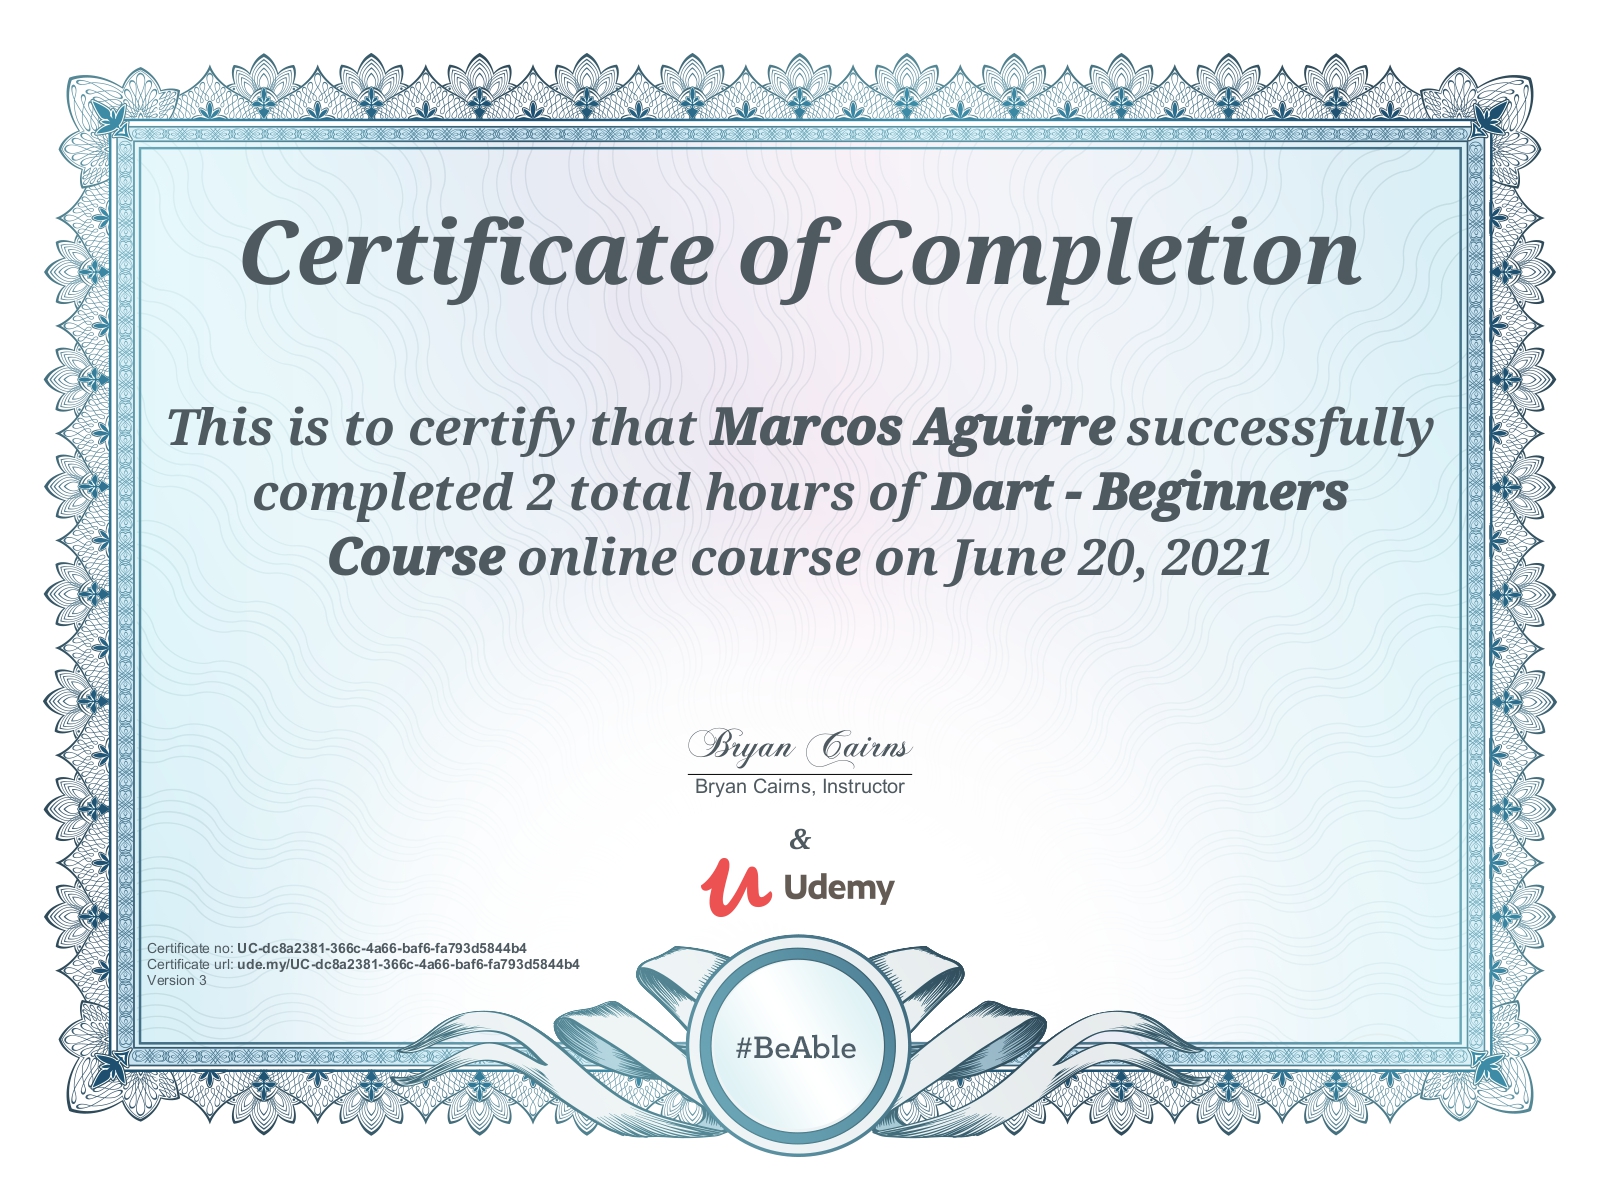 Certificate of Completion
This is to certify that Marcos Aguirre successfully
completed 2 total hours of Dart - Beginners
Course online course on June 20, 2021
Bryan Cairns
Bryan Cairns, Instructor
&
Udemy
Certificate no: UC-dc8a2381-366c-4a66-baf6-fa793d5844b4
Certificate url: ude.my/UC-dc8a2381-366c-4a66-baf6-fa793d5844b4
Version 3
#BeAble